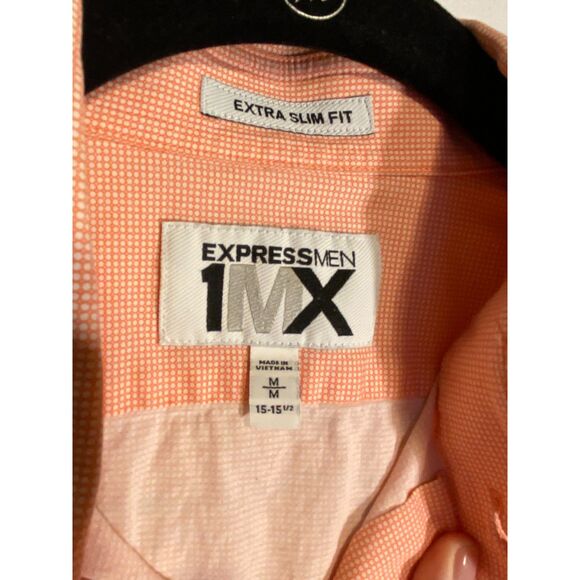 EXTRA SLIM FIT
EXPRESSMEN
1MX
MADE IN
VIETNAM
M
M
15-15 1/2